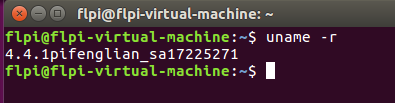 flpi@flpi-virtual-machine: ~
flpi@flpi-virtual-machine:~$ uname -r
4.4.1pifenglian_sa17225271
flpi@flpi-virtual-machine:~$